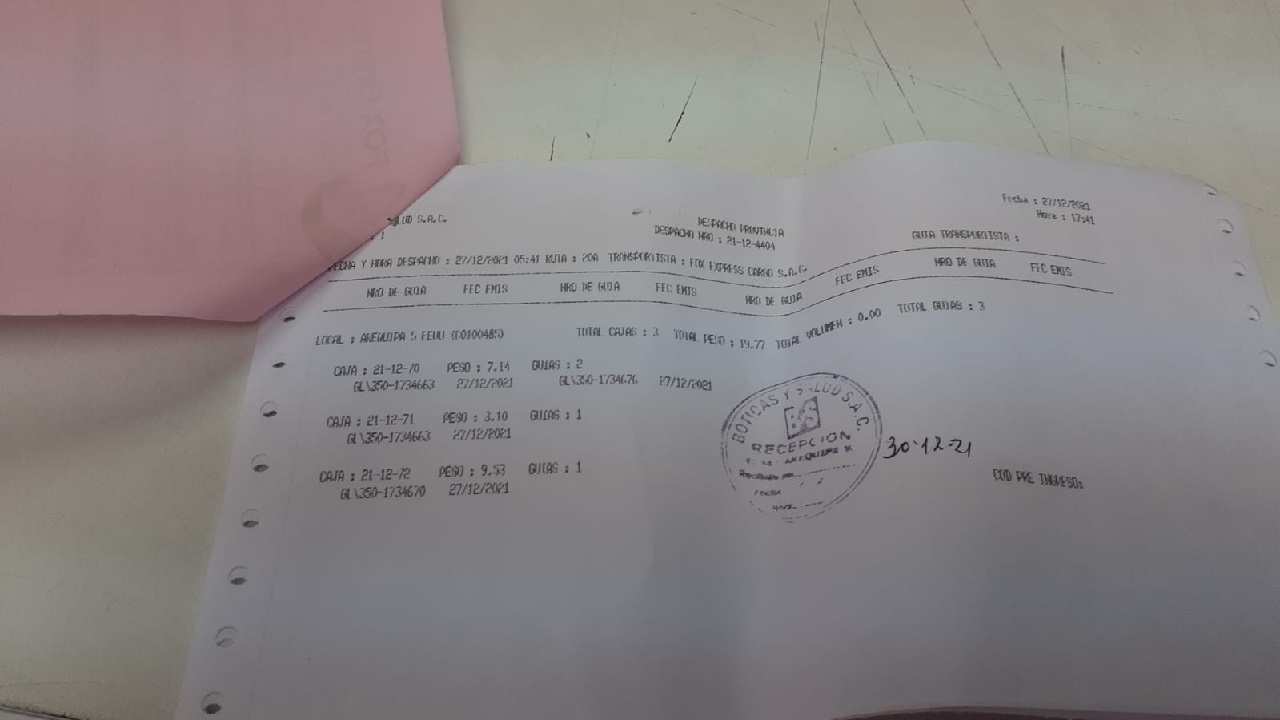 Fecha : 27/12/2021
Hora : 17:41
S.A.C.
DESPACHO PROVINCIA
DESPACHO NRO : 21-12-4404
GUIA TRANSPORTISTA :
FECHA Y HORA DESPACHO : 27/12/2021 05:41 RUTA : 20A TRANSPORTISTA : FOX EXPRESS CARGO S.A.C.
NRO DE GUIA FEC EMIS NRO DE GUIA FEC EMIS NRO DE GUIA FEC EMIS NRO DE GUIA FEC EMIS
LOCAL : AREQUIPA 5 TOTAL CAJAS : 3 TOTAL PESO : 19.77 TOTAL VOLUMEN : 0.00 TOTAL GUIAS : 3
CAJA : 21-12-70 PESO : 7.14 GUIAS : 2
GL\350-1734663 27/12/2021 GL\350-1734676 27/12/2021
CAJA : 21-12-71 PESO : 3.10 GUIAS : 1
GL\350-1734663 27/12/2021
CAJA : 21-12-72 PESO : 9.53 GUIAS : 1
GL\350-1734670 27/12/2021
BOTICAS Y SALUD S.A.C.
BS
RECEPCION
AREQUIPA
FECHA
HORA
30-12-21
COD PRE INGRESO: